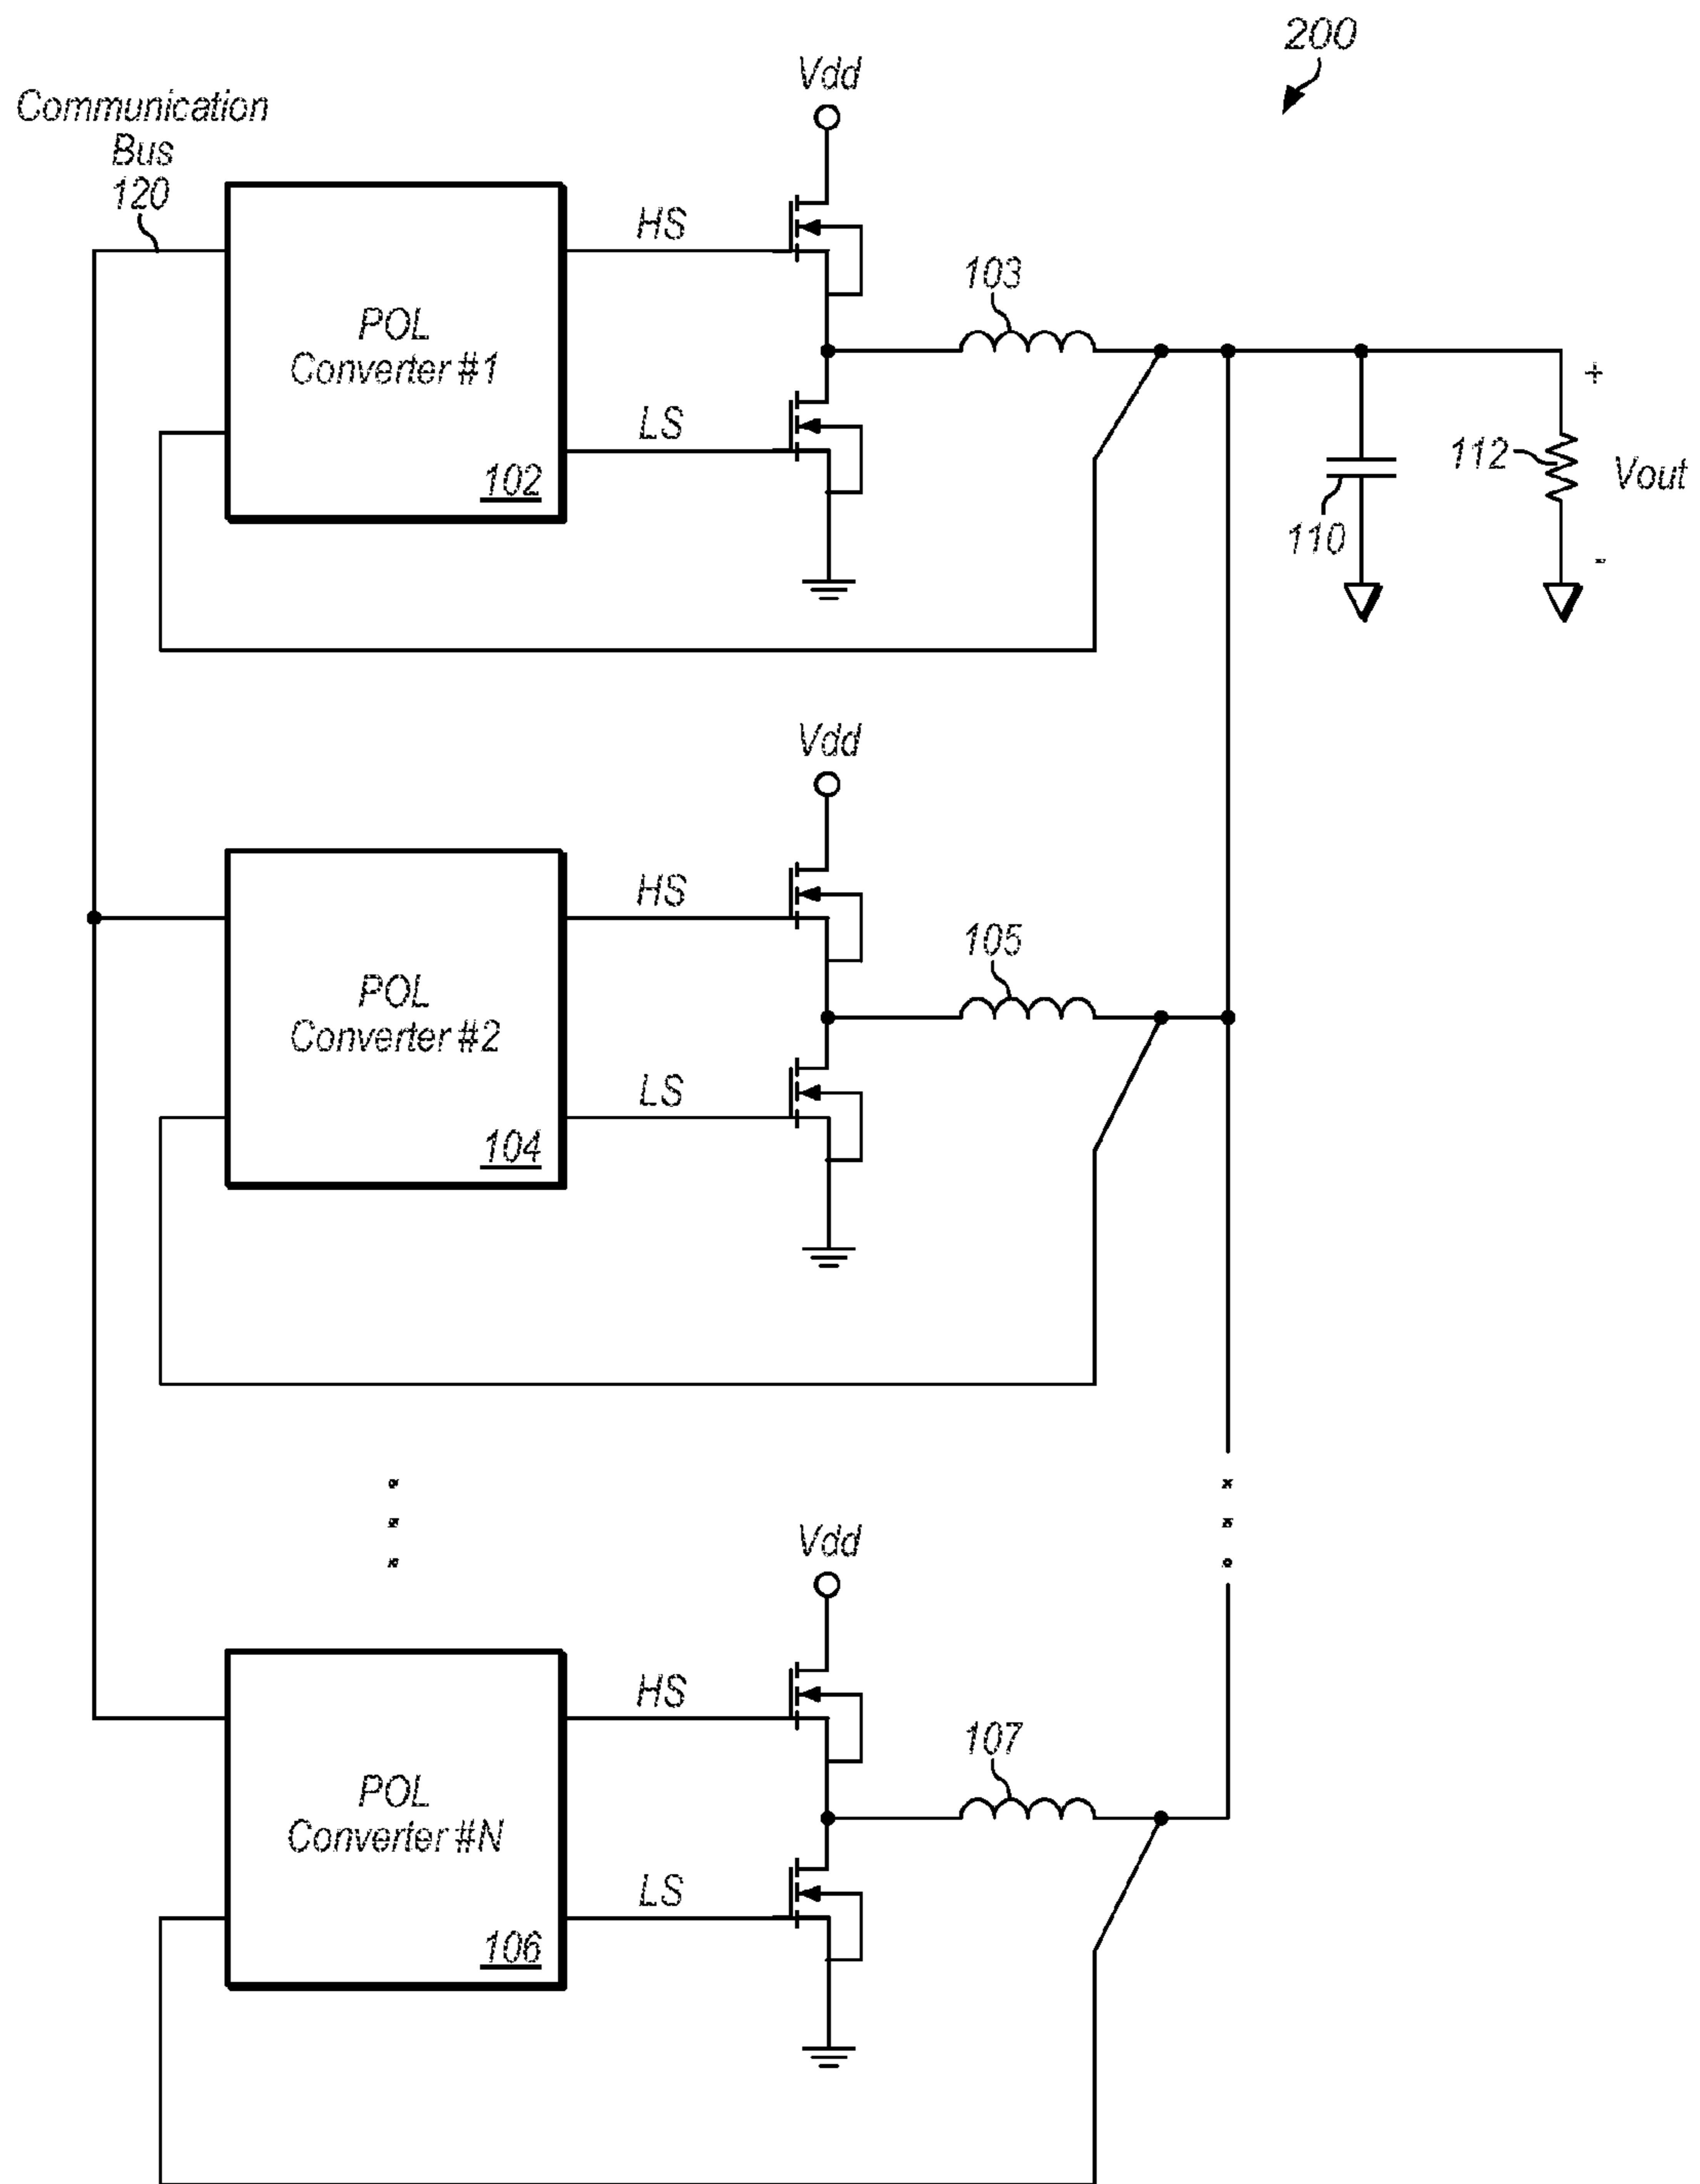 200
Vdd
Communication
Bus
120
HS
103
POL
Converter #1
LS
102
+
112
Vout
110
-
Vdd
HS
105
POL
Converter #2
LS
104
Vdd
HS
107
POL
Converter #N
LS
106